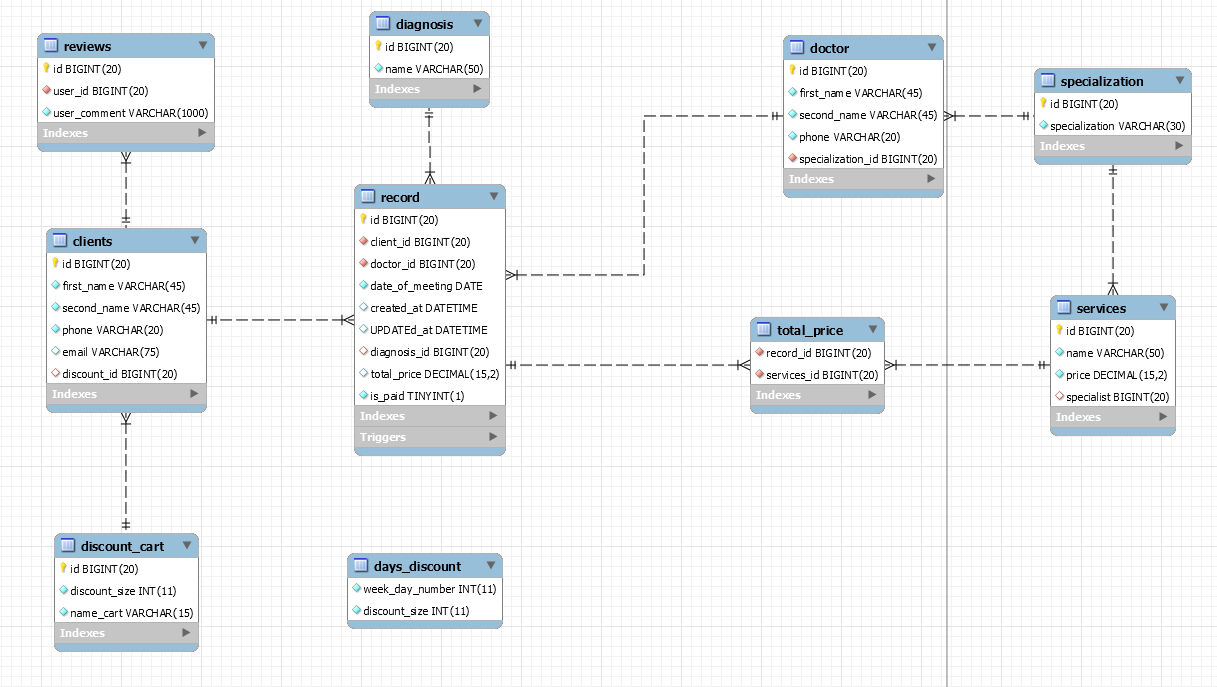 reviews
id BIGINT(20)
user_id BIGINT(20)
user_comment VARCHAR(1000)
Indexes
diagnosis
id BIGINT(20)
name VARCHAR(50)
Indexes
doctor
id BIGINT(20)
first_name VARCHAR(45)
second_name VARCHAR(45)
phone VARCHAR(20)
specialization_id BIGINT(20)
Indexes
specialization
id BIGINT(20)
specialization VARCHAR(30)
Indexes
clients
id BIGINT(20)
first_name VARCHAR(45)
second_name VARCHAR(45)
phone VARCHAR(20)
email VARCHAR(75)
discount_id BIGINT(20)
Indexes
record
id BIGINT(20)
client_id BIGINT(20)
doctor_id BIGINT(20)
date_of_meeting DATE
created_at DATETIME
UPDATEd_at DATETIME
diagnosis_id BIGINT(20)
total_price DECIMAL(15,2)
is_paid TINYINT(1)
Indexes
Triggers
total_price
record_id BIGINT(20)
services_id BIGINT(20)
Indexes
services
id BIGINT(20)
name VARCHAR(50)
price DECIMAL(15,2)
specialist BIGINT(20)
Indexes
discount_cart
id BIGINT(20)
discount_size INT(11)
name_cart VARCHAR(15)
Indexes
days_discount
week_day_number INT(11)
discount_size INT(11)